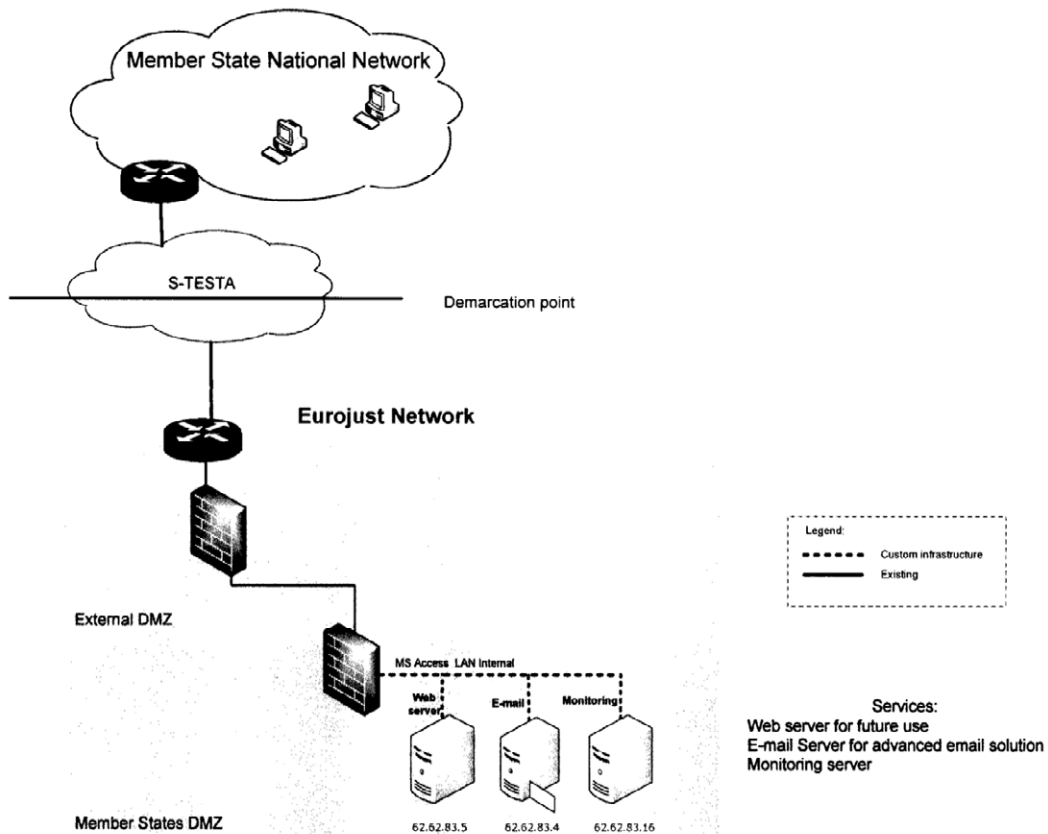 Member State National Network
S-TESTA
Demarcation point
Eurojust Network
Legend:
Custom infrastructure
Existing
External DMZ
MS Access LAN Internal
Web
server
E-mail
Monitoring
Services:
Web server for future use
E-mail Server for advanced email solution
Monitoring server
62.62.83.5
62.62.83.4
62.62.83.16
Member States DMZ